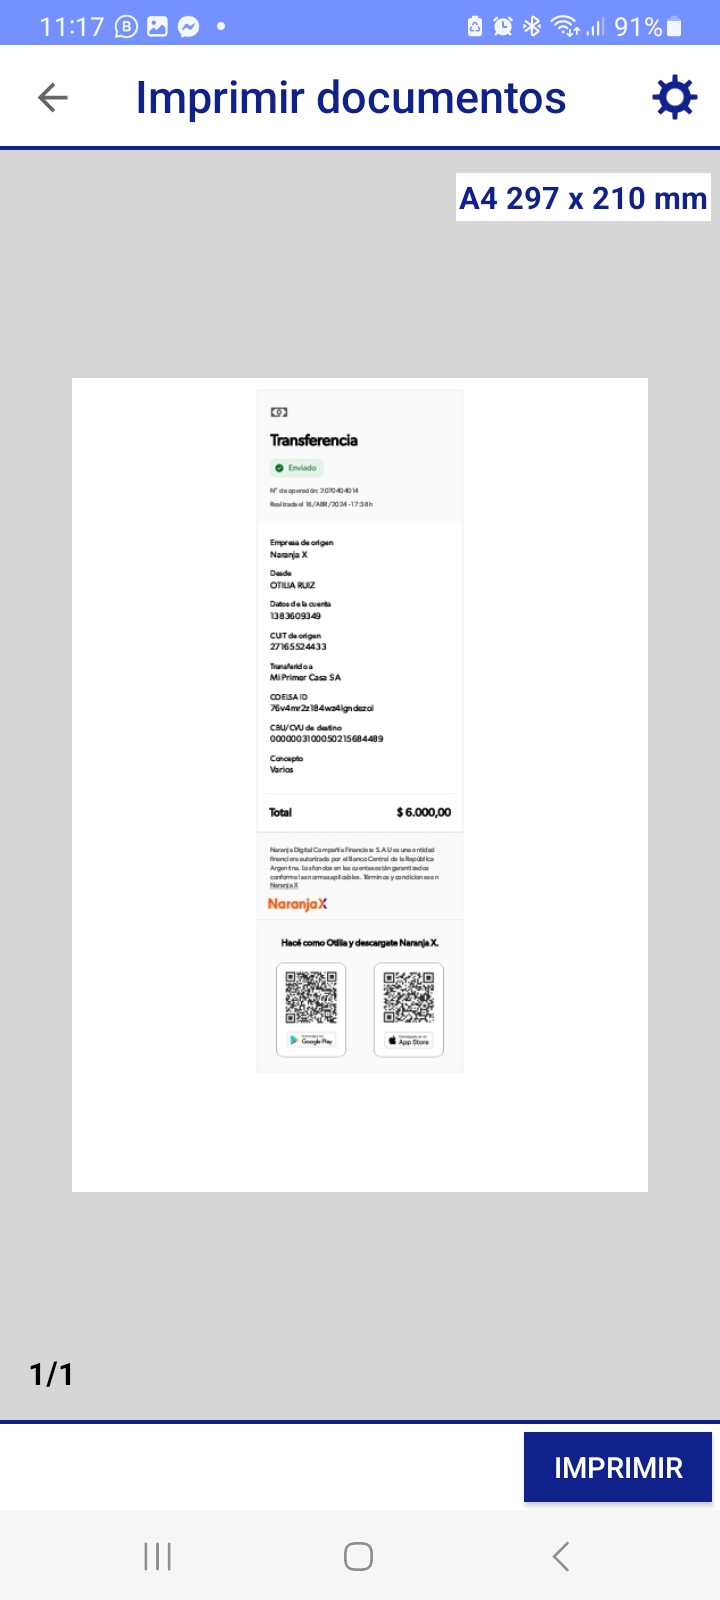 11:17
91%
Imprimir documentos
A4 297 x 210 mm
Transferencia
Enviado
N° de operación: 2070404014
Realizada el 16/ABR/2024 - 17:38 h
Empresa de origen
Naranja X
Desde
OTILIA RUIZ
Datos de la cuenta
1383609349
CUIT de origen
27165524433
Transferido a
Mi Primer Casa SA
COELSA ID
76v4mr2z184wz4lgndezol
CBU/CVU de destino
0000003100050215684489
Concepto
Varios
Total $ 6.000,00
Naranja Digital Compañía Financiera S.A.U es una entidad
financiera autorizada por el Banco Central de la República
Argentina. Los fondos en las cuentas están garantizados
conforme las normas aplicables. Términos y condiciones en
Naranja X
NaranjaX
Hacé como Otilia y descargate Naranja X.
Google Play
App Store
1/1
IMPRIMIR